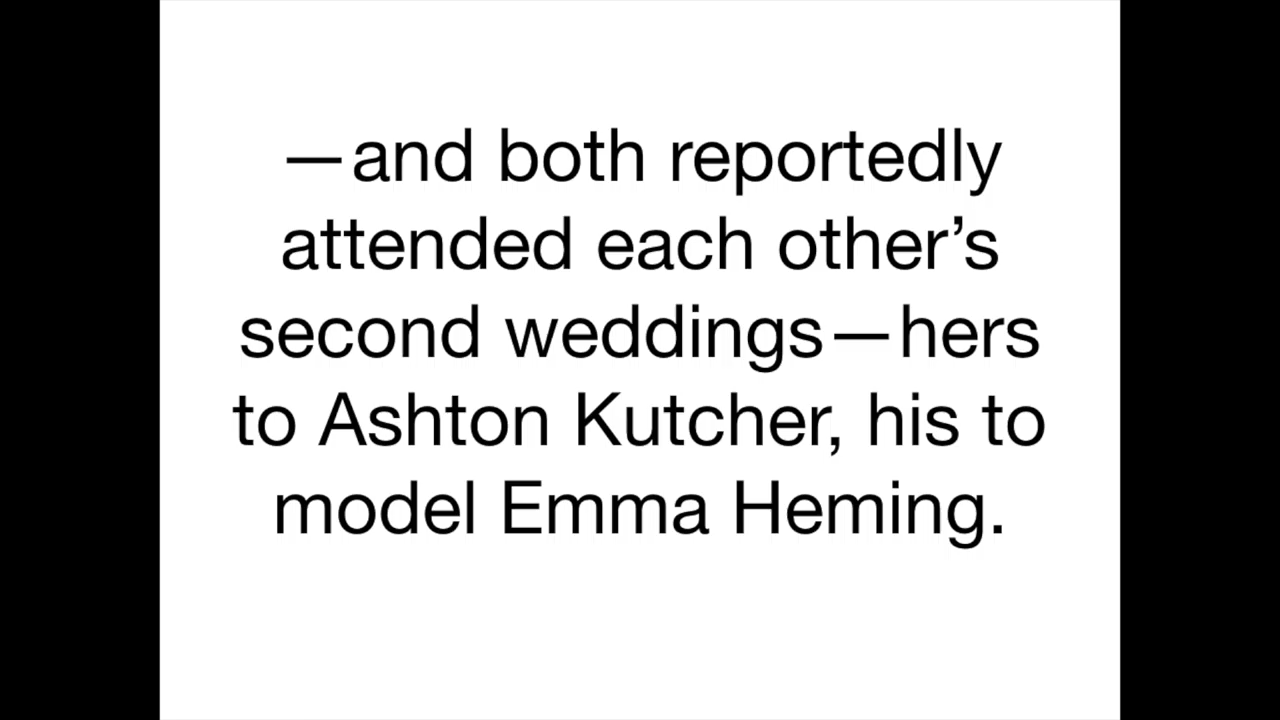 —and both reportedly
attended each other’s
second weddings—hers
to Ashton Kutcher, his to
model Emma Heming.